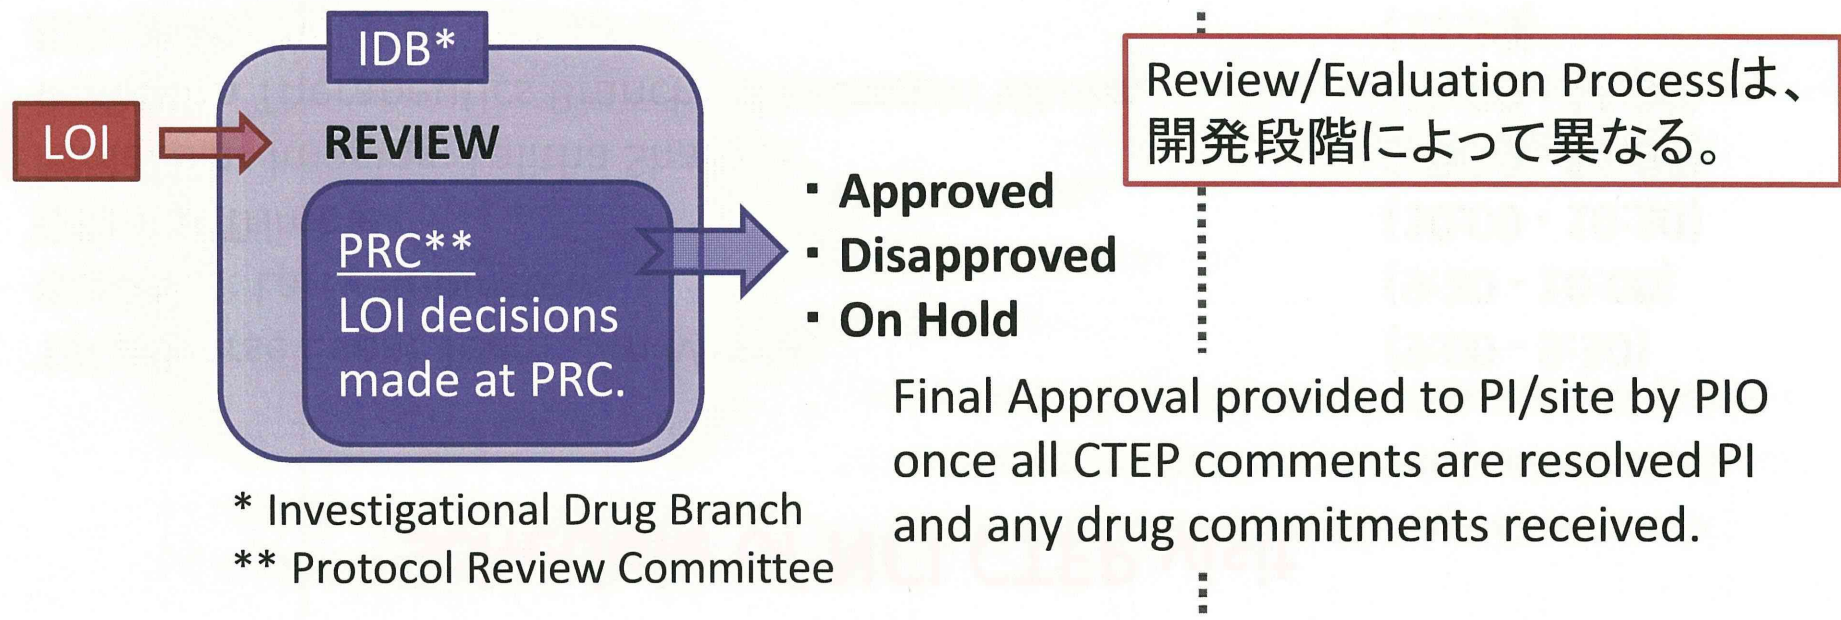 IDB*
LOI
REVIEW
PRC**
LOI decisions
made at PRC.
▪ Approved
▪ Disapproved
▪ On Hold
Review/Evaluation Processは、
開発段階によって異なる。
Final Approval provided to PI/site by PIO
once all CTEP comments are resolved PI
and any drug commitments received.
* Investigational Drug Branch
** Protocol Review Committee